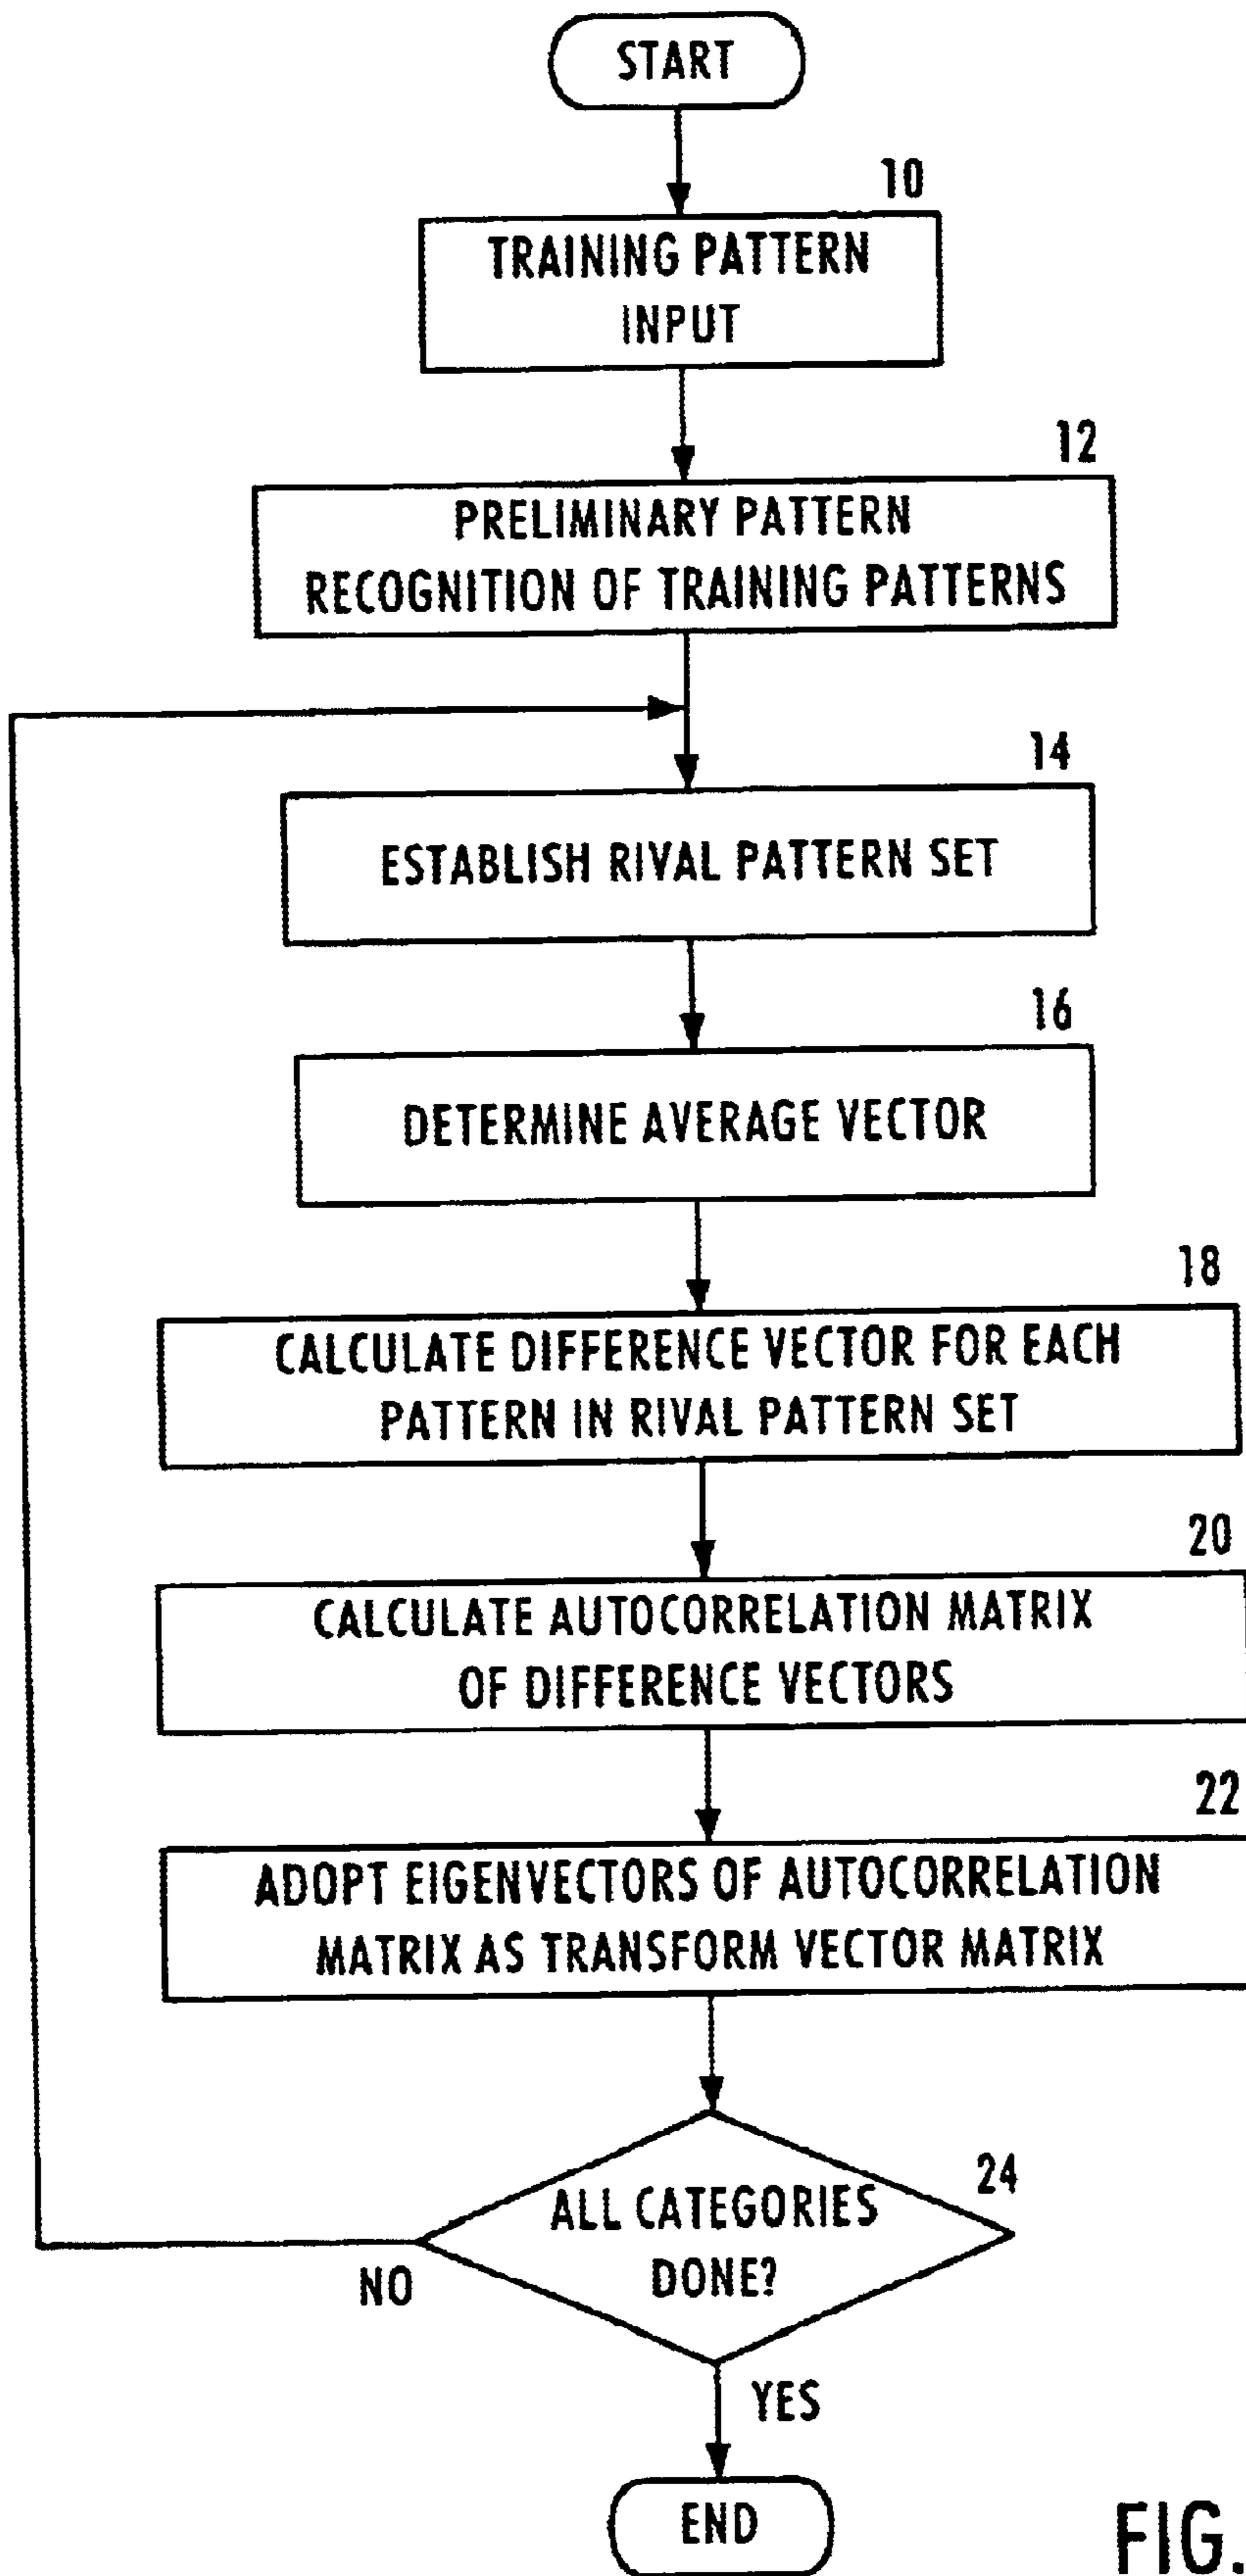 START
10
TRAINING PATTERN
INPUT
12
PRELIMINARY PATTERN
RECOGNITION OF TRAINING PATTERNS
14
ESTABLISH RIVAL PATTERN SET
16
DETERMINE AVERAGE VECTOR
18
CALCULATE DIFFERENCE VECTOR FOR EACH
PATTERN IN RIVAL PATTERN SET
20
CALCULATE AUTOCORRELATION MATRIX
OF DIFFERENCE VECTORS
22
ADOPT EIGENVECTORS OF AUTOCORRELATION
MATRIX AS TRANSFORM VECTOR MATRIX
24
ALL CATEGORIES
DONE?
NO
YES
END
FIG.